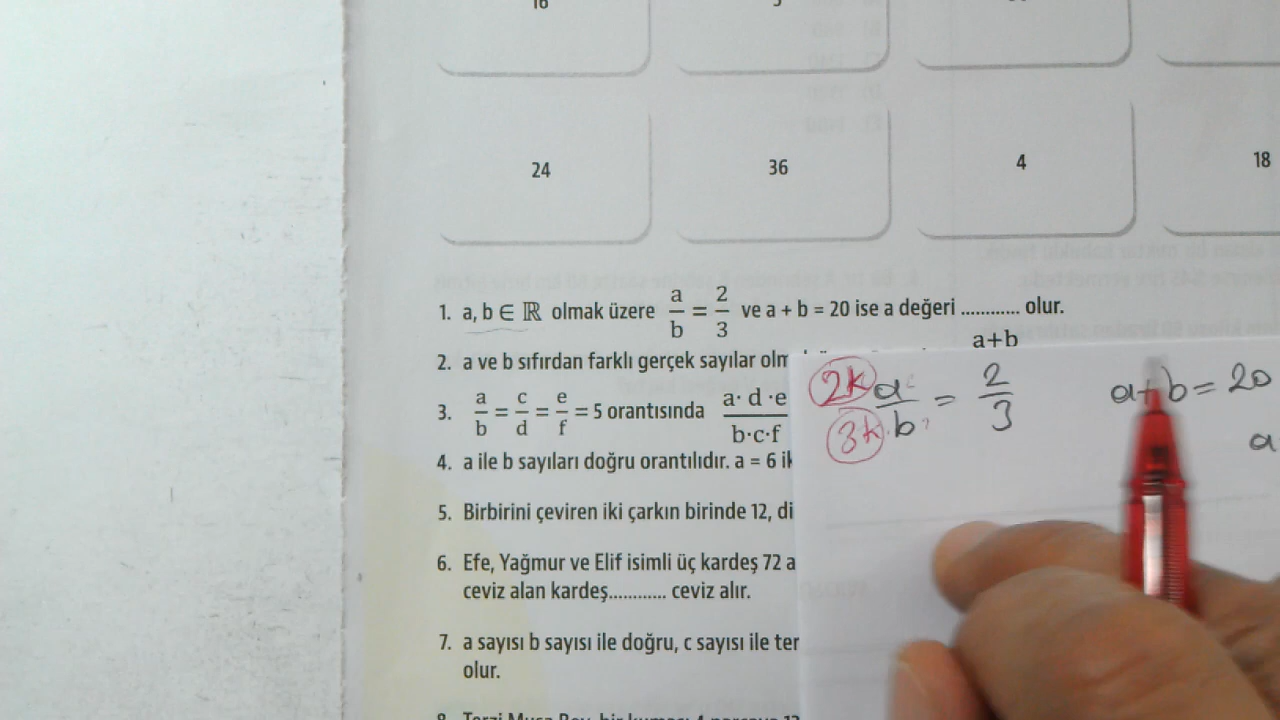 24 36 4 18
1. a, b ∈ ℝ olmak üzere a/b = 2/3 ve a + b = 20 ise a değeri ............ olur.
2. a ve b sıfırdan farklı gerçek sayılar a+b
3. a/b = c/d = e/f = 5 orantısında a· d ·e / b·c·f
4. a ile b sayıları doğru orantılıdır. a = 6
5. Birbirini çeviren iki çarkın birinde 12,
6. Efe, Yağmur ve Elif isimli üç kardeş 72
ceviz alan kardeş............ ceviz alır.
7. a sayısı b sayısı ile doğru, c sayısı ile
olur.
2k a / 3k b = 2/3
a+b = 20
a